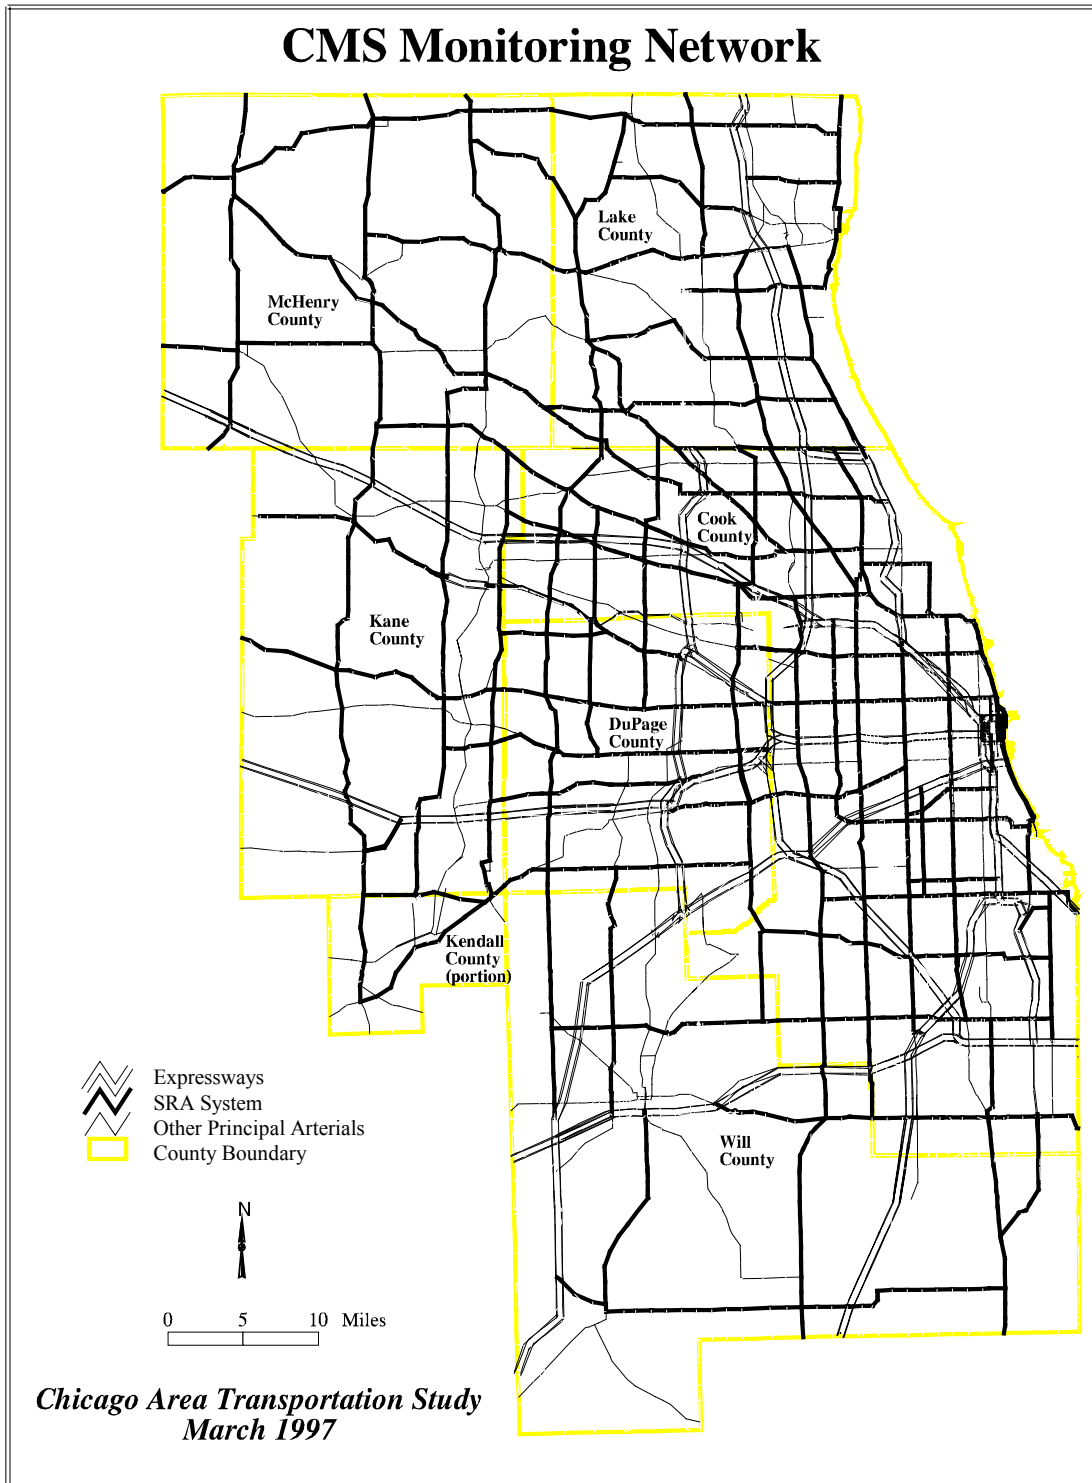 CMS Monitoring Network
Lake
County
McHenry
County
Cook
County
Kane
County
DuPage
County
Kendall
County
(portion)
Expressways
SRA System
Other Principal Arterials
County Boundary
Will
County
N
0 5 10 Miles
Chicago Area Transportation Study
March 1997